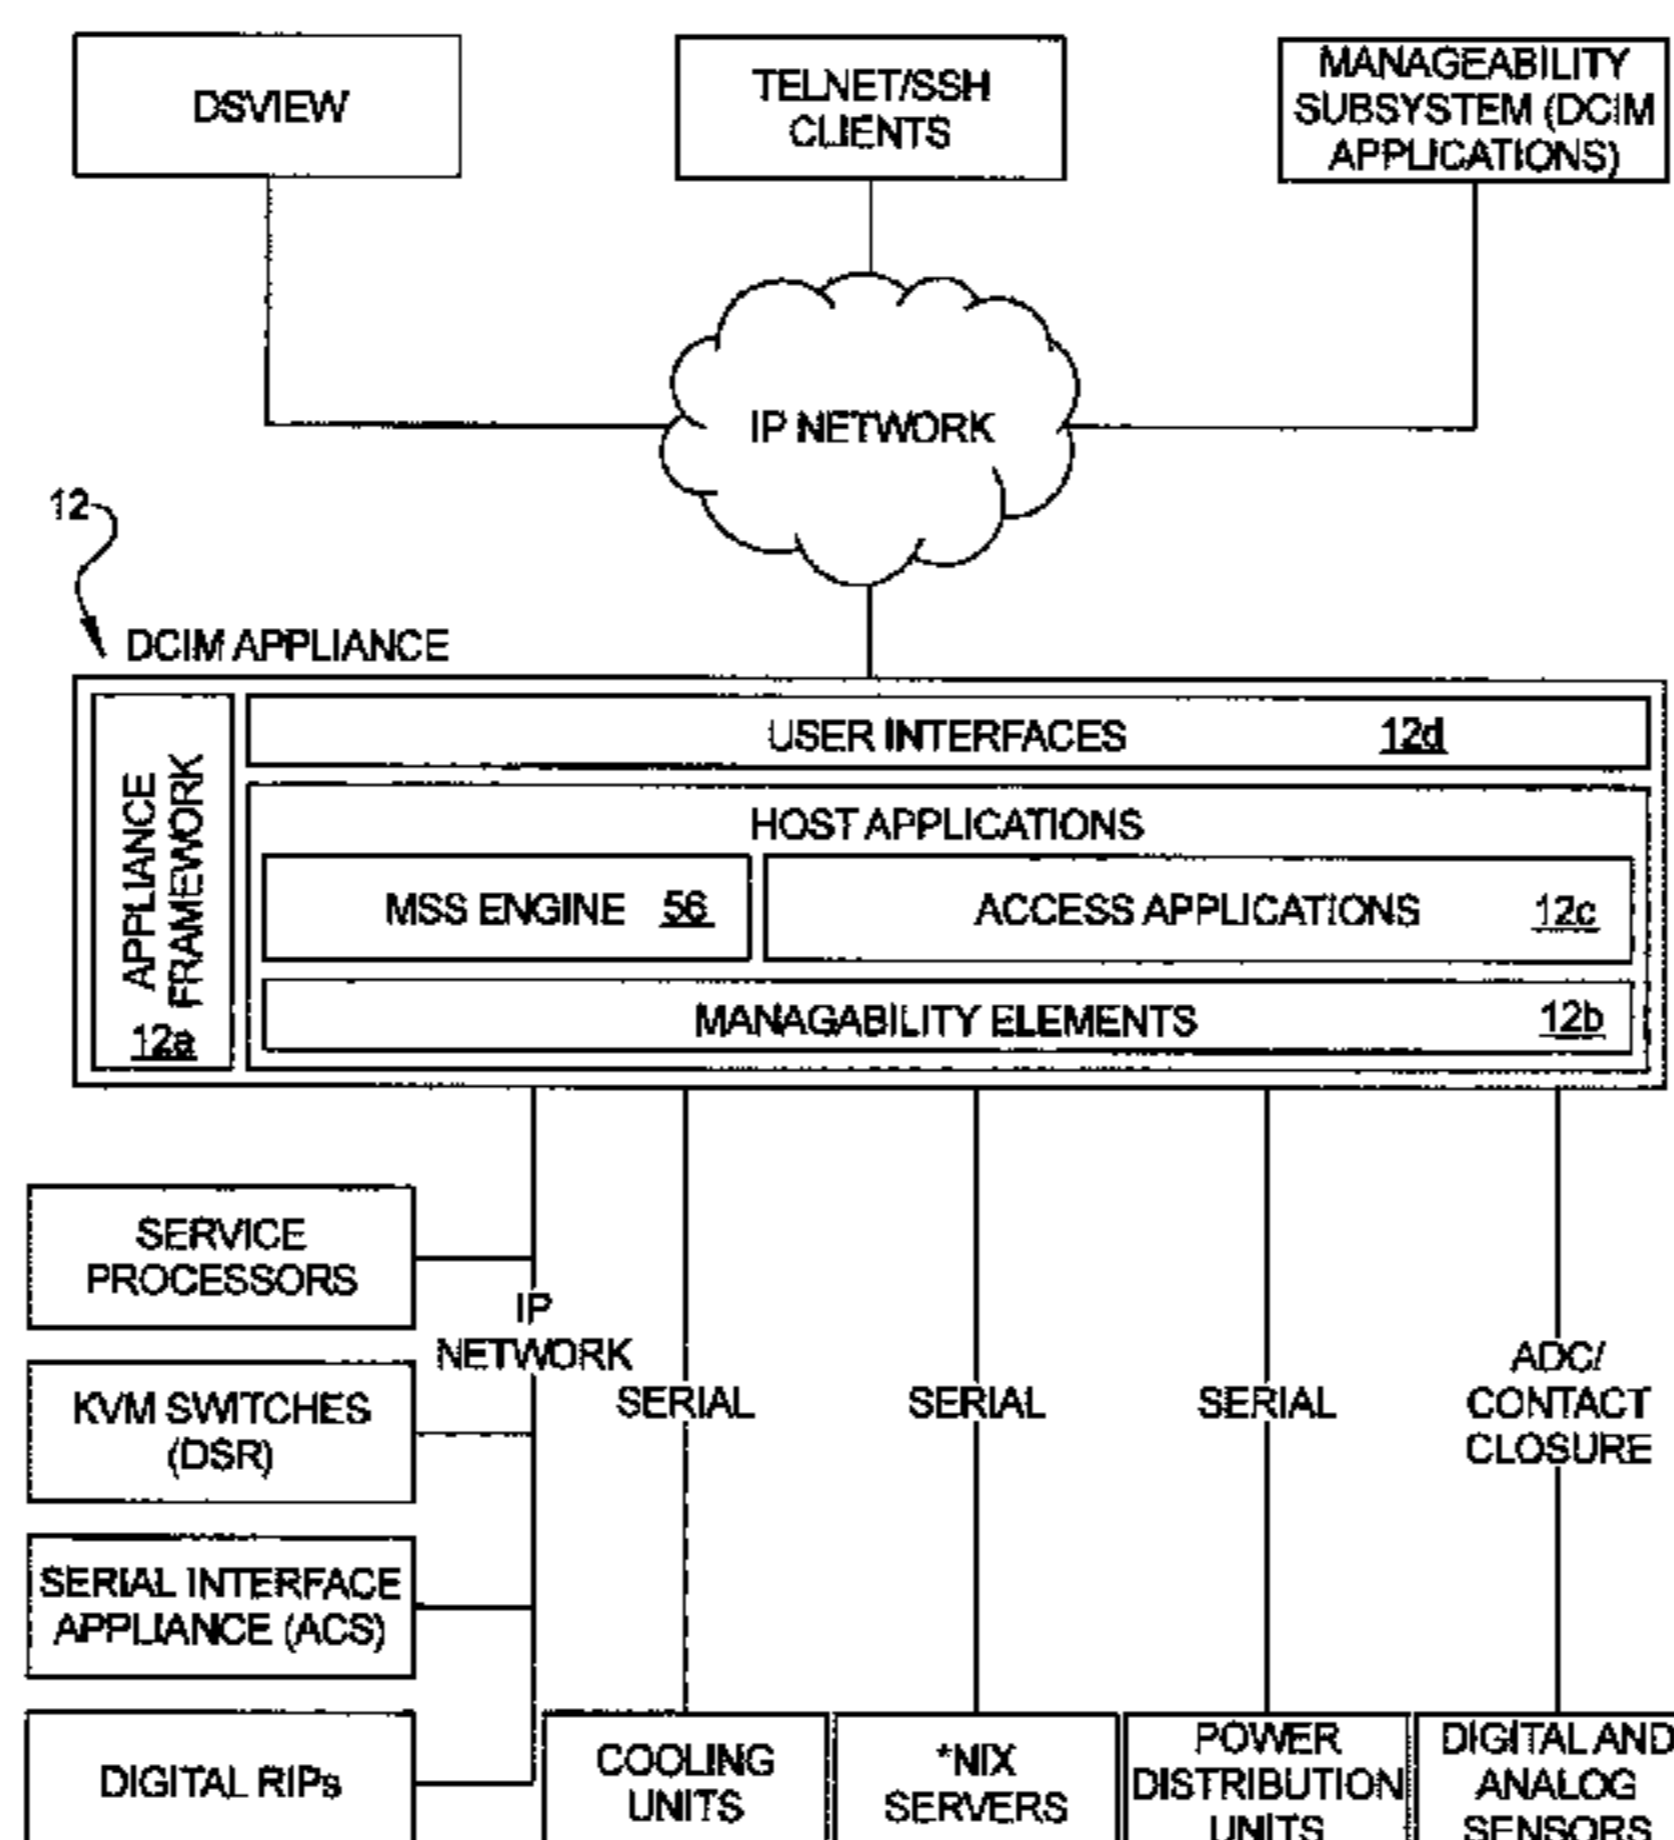 DSVIEW
TELNET/SSH
CLIENTS
MANAGEABILITY
SUBSYSTEM (DCIM
APPLICATIONS)
IP NETWORK
12
DCIM APPLIANCE
APPLIANCE
FRAMEWORK
12a
USER INTERFACES 12d
HOST APPLICATIONS
MSS ENGINE 56
ACCESS APPLICATIONS 12c
MANAGABILITY ELEMENTS 12b
SERVICE
PROCESSORS
IP
NETWORK
KVM SWITCHES
(DSR)
SERIAL
SERIAL
SERIAL
ADC/
CONTACT
CLOSURE
SERIAL INTERFACE
APPLIANCE (ACS)
DIGITAL RIPs
COOLING
UNITS
*NIX
SERVERS
POWER
DISTRIBUTION
UNITS
DIGITAL AND
ANALOG
SENSORS